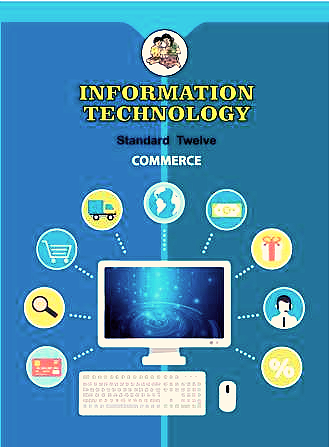 INFORMATION
TECHNOLOGY
Standard Twelve
COMMERCE
%